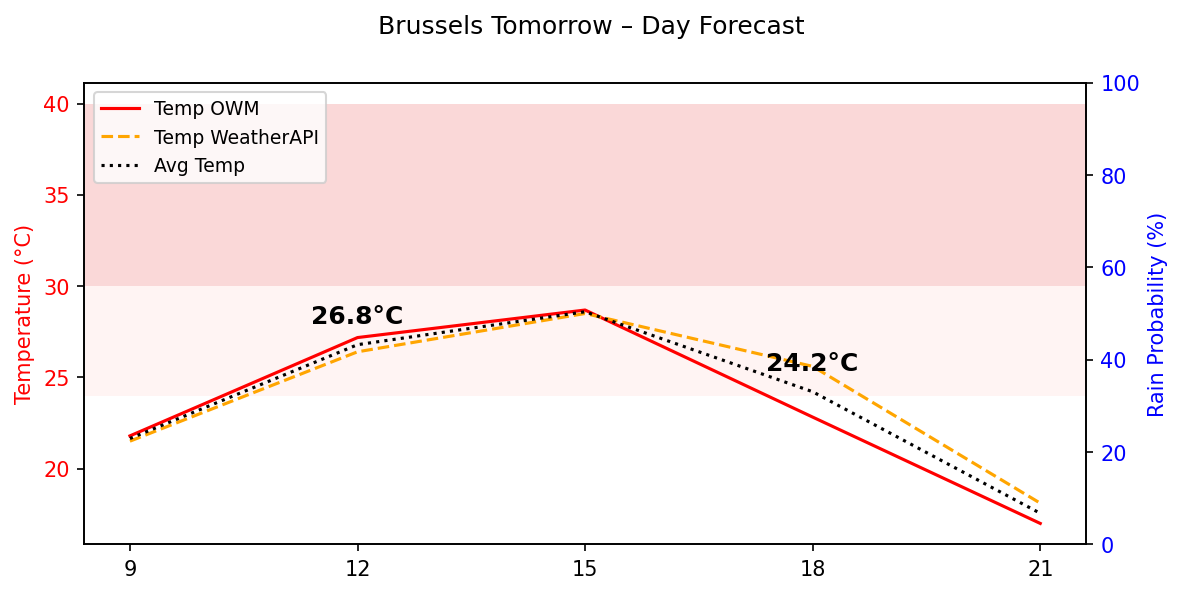 Brussels Tomorrow – Day Forecast
Temp OWM
Temp WeatherAPI
Avg Temp
Temperature (°C)
40
35
30
25
20
26.8°C
24.2°C
100
80
60
40
20
0
Rain Probability (%)
9
12
15
18
21